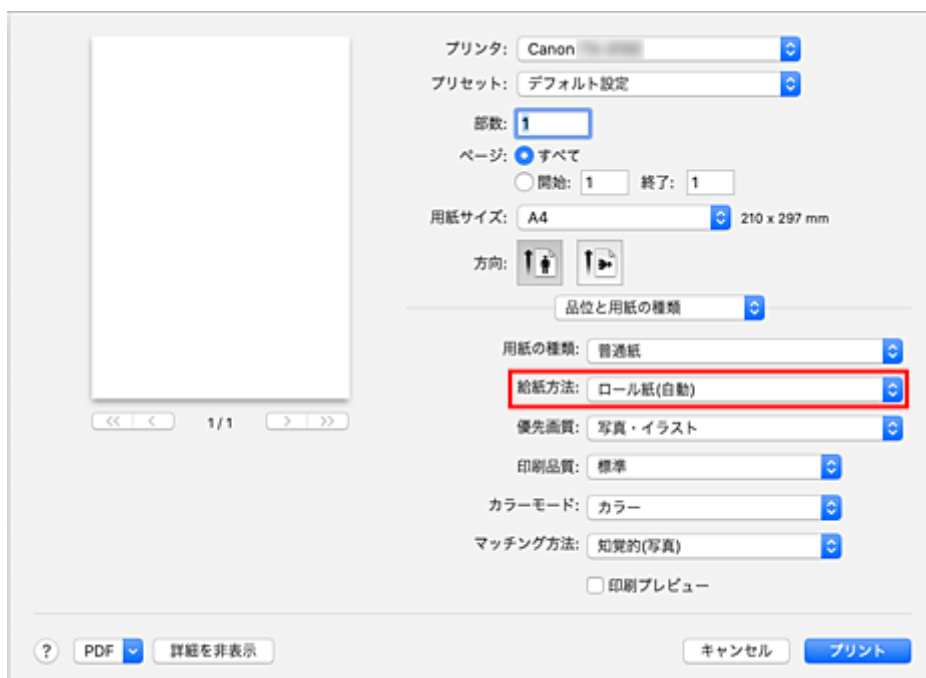 プリンタ: Canon
プリセット: デフォルト設定
部数: 1
ページ: すべて
開始: 1 終了: 1
用紙サイズ: A4 210 x 297 mm
方向:
品位と用紙の種類
用紙の種類: 普通紙
給紙方法: ロール紙(自動)
<< < 1/1 > >>
優先画質: 写真・イラスト
印刷品質: 標準
カラーモード: カラー
マッチング方法: 知覚的(写真)
印刷プレビュー
? PDF 詳細を非表示 キャンセル プリント